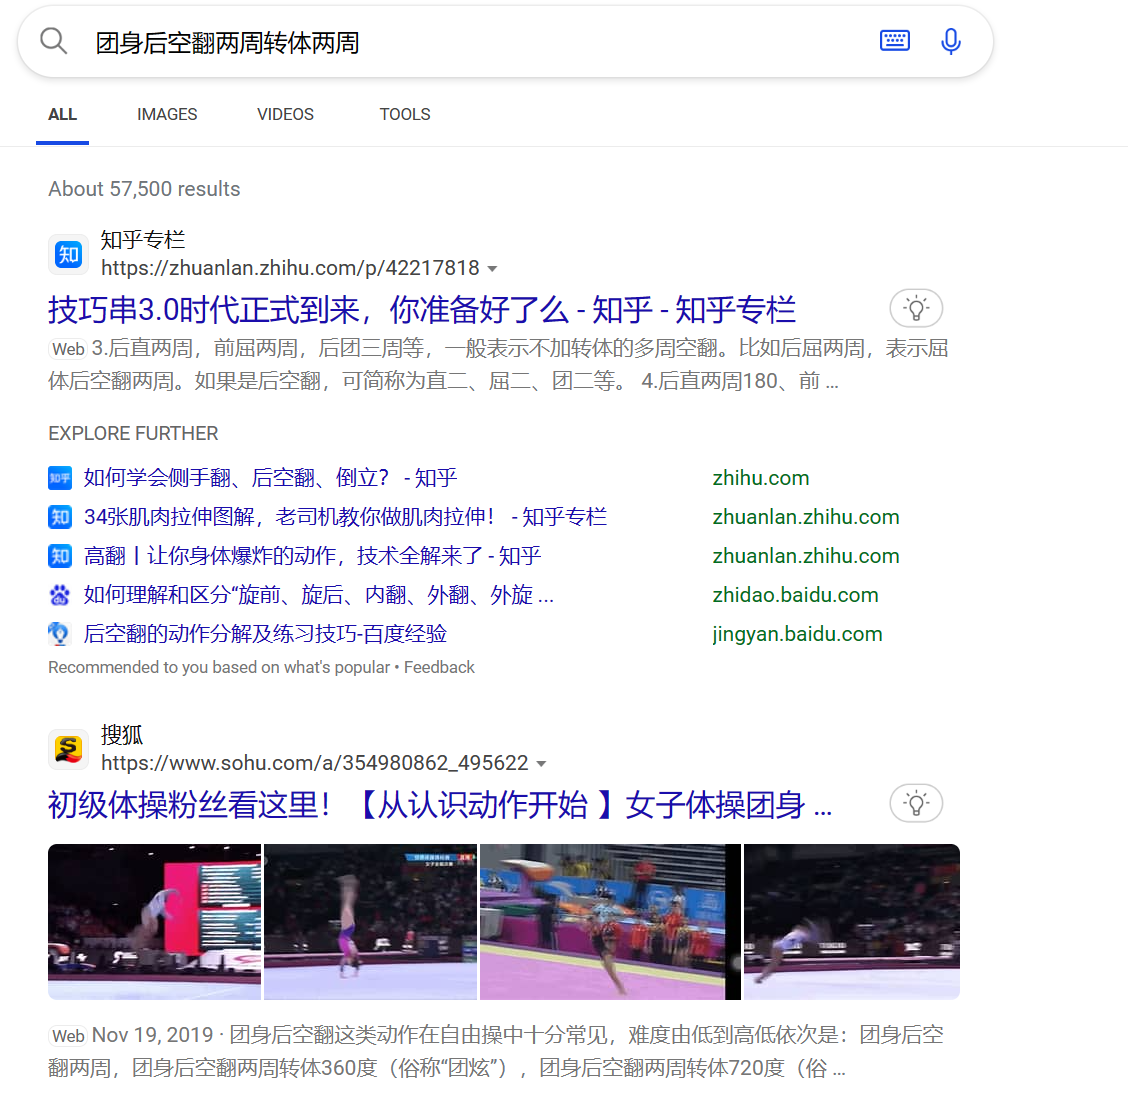 团身后空翻两周转体两周
ALL IMAGES VIDEOS TOOLS
About 57,500 results
知
知乎专栏
https://zhuanlan.zhihu.com/p/42217818
技巧串3.0时代正式到来，你准备好了么 - 知乎 - 知乎专栏
Web 3.后直两周，前屈两周，后团三周等，一般表示不加转体的多周空翻。比如后屈两周，表示屈
体后空翻两周。如果是后空翻，可简称为直二、屈二、团二等。 4.后直两周180、前 ...
EXPLORE FURTHER
知乎 如何学会侧手翻、后空翻、倒立？ - 知乎 zhihu.com
知 34张肌肉拉伸图解，老司机教你做肌肉拉伸！ - 知乎专栏 zhuanlan.zhihu.com
知 高翻丨让你身体爆炸的动作，技术全解来了 - 知乎 zhuanlan.zhihu.com
如何理解和区分“旋前、旋后、内翻、外翻、外旋 ... zhidao.baidu.com
后空翻的动作分解及练习技巧-百度经验 jingyan.baidu.com
Recommended to you based on what's popular • Feedback
搜狐
https://www.sohu.com/a/354980862_495622
初级体操粉丝看这里！【从认识动作开始 】女子体操团身 ...
Web Nov 19, 2019 · 团身后空翻这类动作在自由操中十分常见，难度由低到高依次是：团身后空
翻两周，团身后空翻两周转体360度（俗称“团炫”），团身后空翻两周转体720度（俗 ...